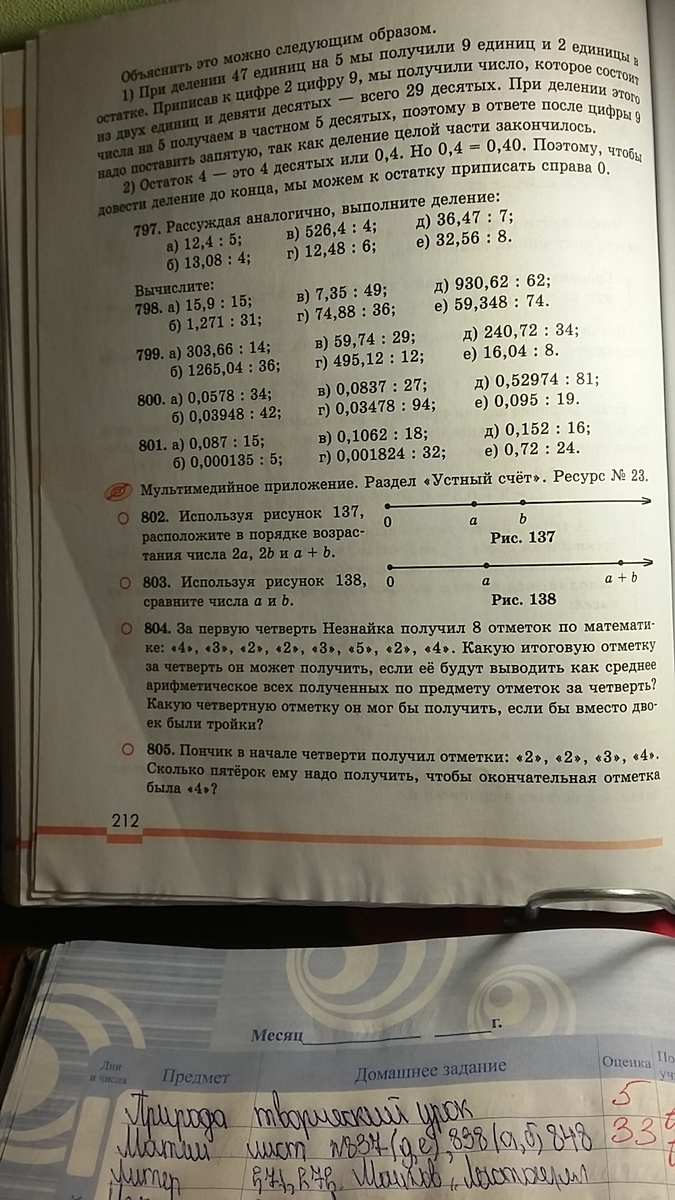 Объяснить это можно следующим образом.
1) При делении 47 единиц на 5 мы получили 9 единиц и 2 единицы в
остатке. Приписав к цифре 2 цифру 9, мы получили число, которое состоит
из двух единиц и девяти десятых — всего 29 десятых. При делении этого
числа на 5 получаем в частном 5 десятых, поэтому в ответе после цифры 9
надо поставить запятую, так как деление целой части закончилось.
2) Остаток 4 — это 4 десятых или 0,4. Но 0,4 = 0,40. Поэтому, чтобы
довести деление до конца, мы можем к остатку приписать справа 0.
797. Рассуждая аналогично, выполните деление:
а) 12,4 : 5; в) 526,4 : 4; д) 36,47 : 7;
б) 13,08 : 4; г) 12,48 : 6; е) 32,56 : 8.
Вычислите:
798. а) 15,9 : 15; в) 7,35 : 49; д) 930,62 : 62;
б) 1,271 : 31; г) 74,88 : 36; е) 59,348 : 74.
799. а) 303,66 : 14; в) 59,74 : 29; д) 240,72 : 34;
б) 1265,04 : 36; г) 495,12 : 12; е) 16,04 : 8.
800. а) 0,0578 : 34; в) 0,0837 : 27; д) 0,52974 : 81;
б) 0,03948 : 42; г) 0,03478 : 94; е) 0,095 : 19.
801. а) 0,087 : 15; в) 0,1062 : 18; д) 0,152 : 16;
б) 0,000135 : 5; г) 0,001824 : 32; е) 0,72 : 24.
Мультимедийное приложение. Раздел «Устный счёт». Ресурс № 23.
802. Используя рисунок 137,
расположите в порядке возрас-
тания числа 2a, 2b и a + b.
0 a b
Рис. 137
803. Используя рисунок 138,
сравните числа a и b.
0 a a + b
Рис. 138
804. За первую четверть Незнайка получил 8 отметок по математи-
ке: «4», «3», «2», «2», «3», «5», «2», «4». Какую итоговую отметку
за четверть он может получить, если её будут выводить как среднее
арифметическое всех полученных по предмету отметок за четверть?
Какую четвертную отметку он мог бы получить, если бы вместо дво-
ек были тройки?
805. Пончик в начале четверти получил отметки: «2», «2», «3», «4».
Сколько пятёрок ему надо получить, чтобы окончательная отметка
была «4»?
212
Месяц г.
Дни и числа Предмет Домашнее задание Оценка
Природа творческий урок 5
лист №837 (д,е), 838 (а,б), 848 33